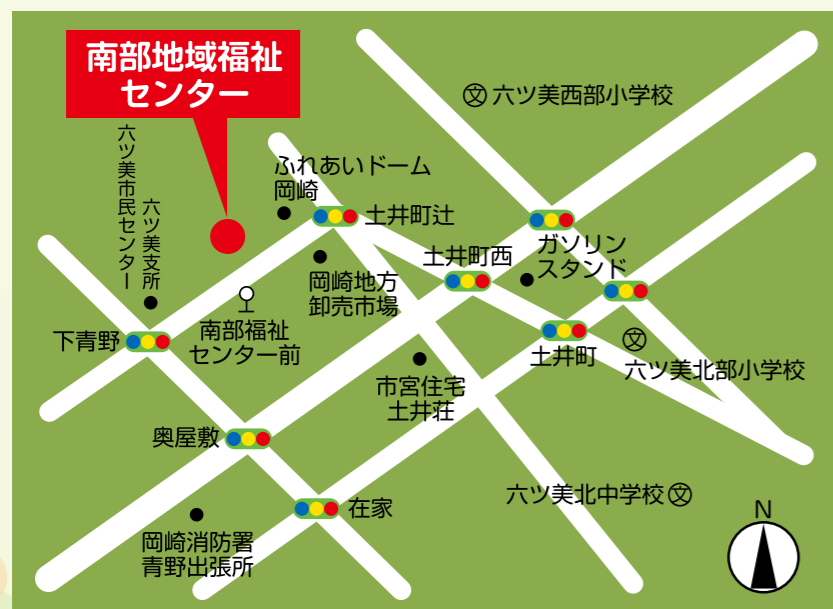 南部地域福祉
センター
六ツ美市民センター
六ツ美支所
ふれあいドーム
岡崎
文 六ツ美西部小学校
土井町辻
土井町西
ガソリン
スタンド
岡崎地方
卸売市場
下青野
南部福祉
センター前
土井町
文
六ツ美北部小学校
市宮住宅
土井荘
奥屋敷
六ツ美北中学校 文
在家
岡崎消防署
青野出張所
N